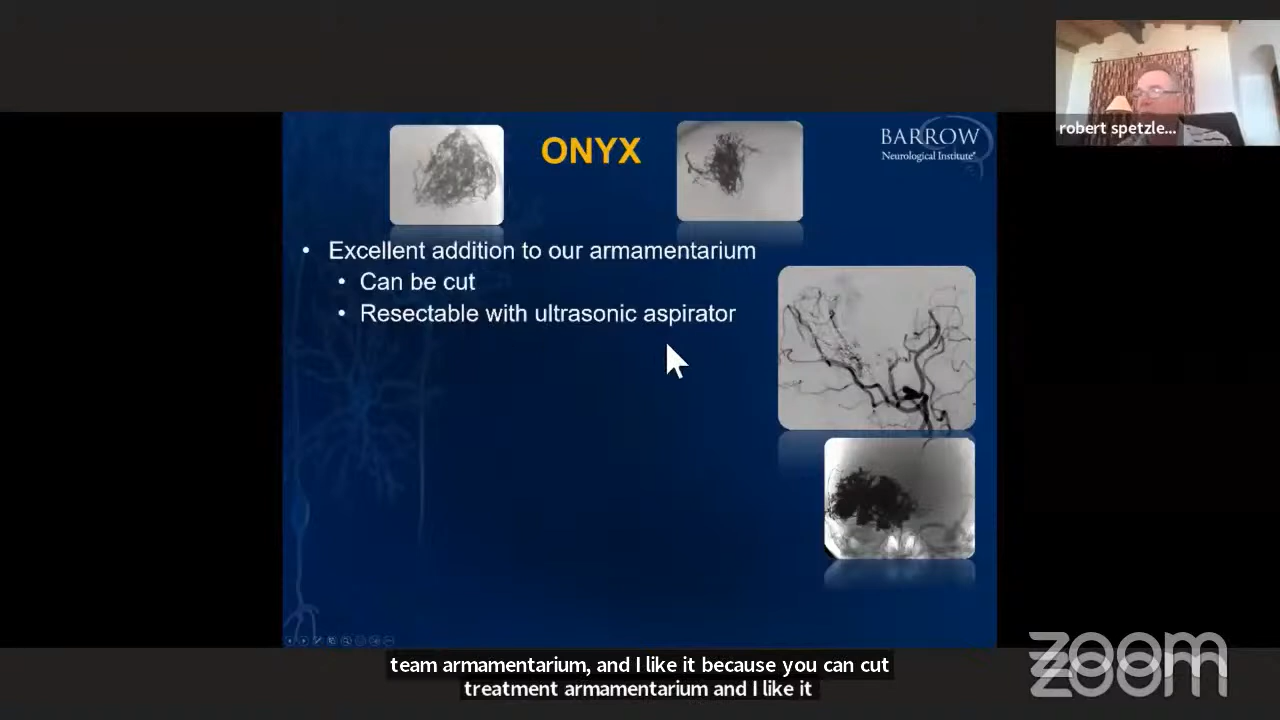 robert spetzle...
ONYX
BARROW
Neurological Institute®
• Excellent addition to our armamentarium
• Can be cut
• Resectable with ultrasonic aspirator
team armamentarium, and I like it because you can cut
treatment armamentarium and I like it
zoom
zoom